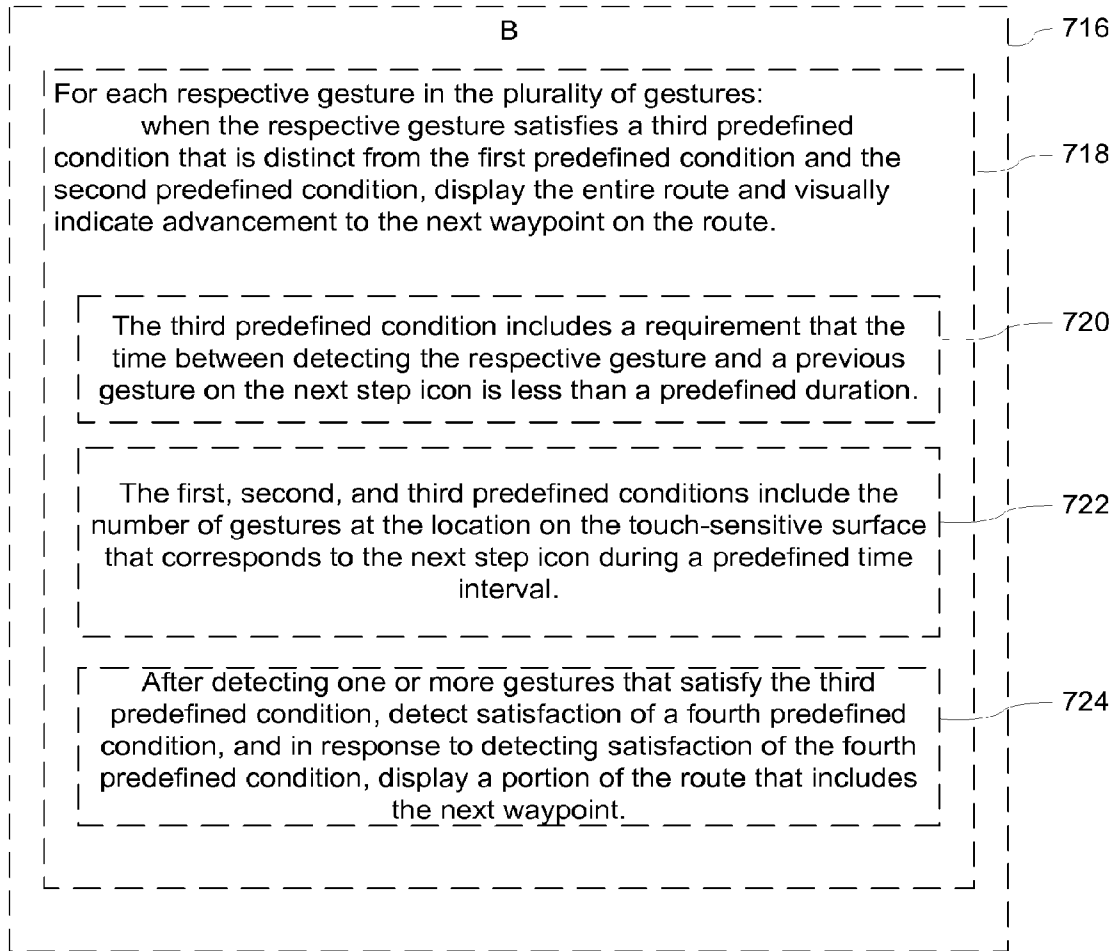 B
716
For each respective gesture in the plurality of gestures:
when the respective gesture satisfies a third predefined
condition that is distinct from the first predefined condition and the
second predefined condition, display the entire route and visually
indicate advancement to the next waypoint on the route.
718
The third predefined condition includes a requirement that the
time between detecting the respective gesture and a previous
gesture on the next step icon is less than a predefined duration.
720
The first, second, and third predefined conditions include the
number of gestures at the location on the touch-sensitive surface
that corresponds to the next step icon during a predefined time
interval.
722
After detecting one or more gestures that satisfy the third
predefined condition, detect satisfaction of a fourth predefined
condition, and in response to detecting satisfaction of the fourth
predefined condition, display a portion of the route that includes
the next waypoint.
724